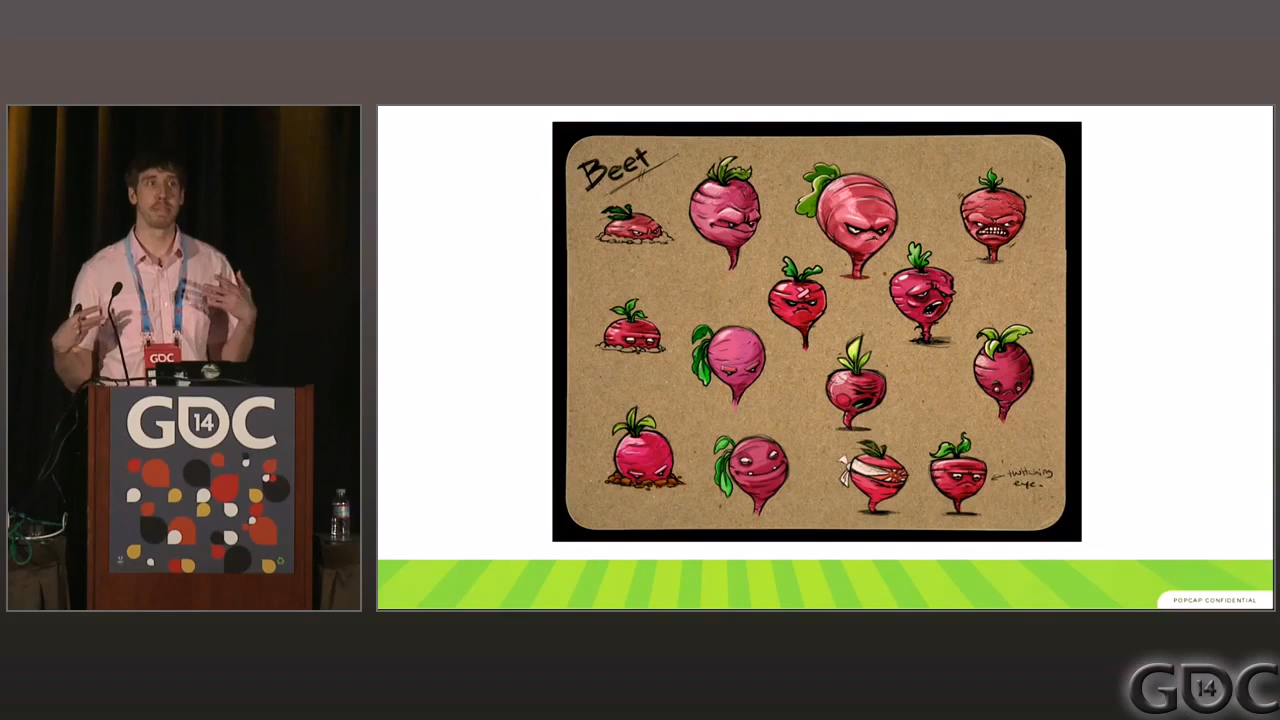 GDC
GDC
14
Beet
twitching
eye.
POPCAP CONFIDENTIAL
GDC
14